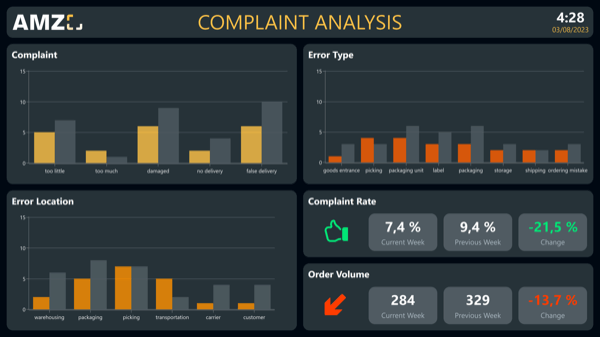 AMZ
COMPLAINT ANALYSIS
4:28
03/08/2023
Complaint
15
10
5
0
too little
too much
damaged
no delivery
false delivery
Error Type
15
10
5
0
goods entrance
picking
packaging unit
label
packaging
storage
shipping
ordering mistake
Error Location
15
10
5
0
warehousing
packaging
picking
transportation
carrier
customer
Complaint Rate
7,4 %
Current Week
9,4 %
Previous Week
-21,5 %
Change
Order Volume
284
Current Week
329
Previous Week
-13,7 %
Change